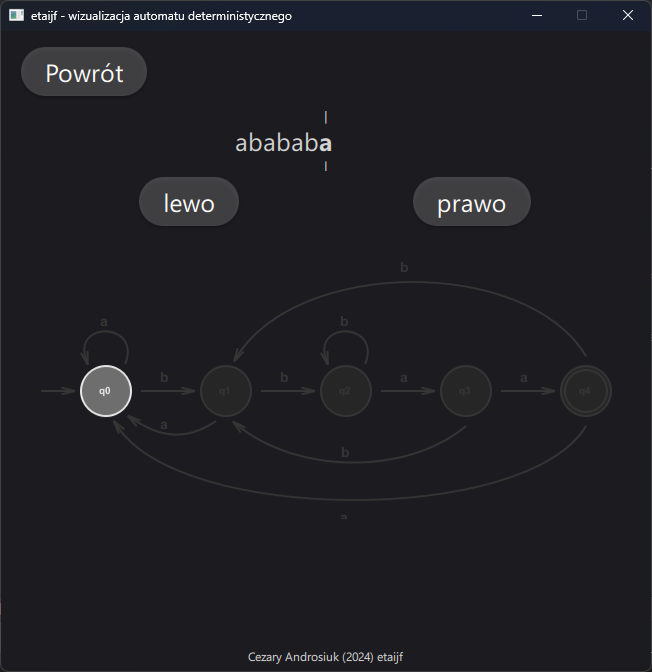 etaijf - wizualizacja automatu deterministycznego
Powrót
abababa
lewo
prawo
b
a
b
q0
b
q1
b
q2
a
q3
a
q4
a
b
a
Cezary Androsiuk (2024) etaijf